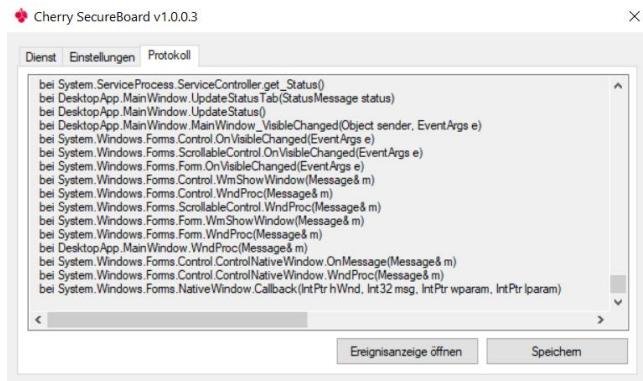 Cherry SecureBoard v1.0.0.3
Dienst Einstellungen Protokoll
bei System.ServiceProcess.ServiceController.get_Status()
bei DesktopApp.MainWindow.UpdateStatusTab(StatusMessage status)
bei DesktopApp.MainWindow.UpdateStatus()
bei DesktopApp.MainWindow.MainWindow_VisibleChanged(Object sender, EventArgs e)
bei System.Windows.Forms.Control.OnVisibleChanged(EventArgs e)
bei System.Windows.Forms.ScrollableControl.OnVisibleChanged(EventArgs e)
bei System.Windows.Forms.Form.OnVisibleChanged(EventArgs e)
bei System.Windows.Forms.Control.WmShowWindow(Message& m)
bei System.Windows.Forms.Control.WndProc(Message& m)
bei System.Windows.Forms.ScrollableControl.WndProc(Message& m)
bei System.Windows.Forms.Form.WmShowWindow(Message& m)
bei System.Windows.Forms.Form.WndProc(Message& m)
bei DesktopApp.MainWindow.WndProc(Message& m)
bei System.Windows.Forms.Control.ControlNativeWindow.OnMessage(Message& m)
bei System.Windows.Forms.Control.ControlNativeWindow.WndProc(Message& m)
bei System.Windows.Forms.NativeWindow.Callback(IntPtr hWnd, Int32 msg, IntPtr wparam, IntPtr lparam)
Ereignisanzeige öffnen Speichern